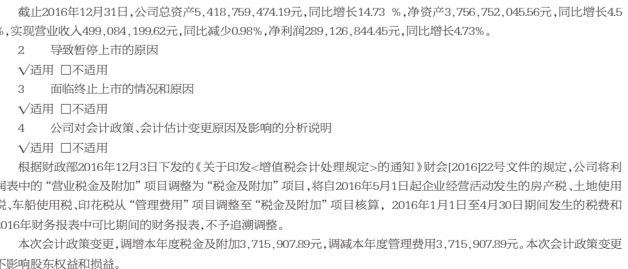 截止2016年12月31日,公司总资产5,418,759,474.19元,同比增长14.73 %,净资产3,756,752,045.56元,同比增长4.5
%,实现营业收入499,084,199.62元,同比减少0.98%,净利润289,126,844.45元,同比增长4.73%。
2 导致暂停上市的原因
√适用 □不适用
3 面临终止上市的情况和原因
√适用 □不适用
4 公司对会计政策、会计估计变更原因及影响的分析说明
√适用 □不适用
根据财政部2016年12月3日下发的《关于印发<增值税会计处理规定>的通知》财会[2016]22号文件的规定,公司将利
润表中的“营业税金及附加”项目调整为“税金及附加”项目,将自2016年5月1日起企业经营活动发生的房产税、土地使用
税、车船使用税、印花税从“管理费用”项目调整至“税金及附加”项目核算, 2016年1月1日至4月30日期间发生的税费和
2016年财务报表中可比期间的财务报表,不予追溯调整。
本次会计政策变更,调增本年度税金及附加3,715,907.89元,调减本年度管理费用3,715,907.89元。本次会计政策变更
不影响股东权益和损益。